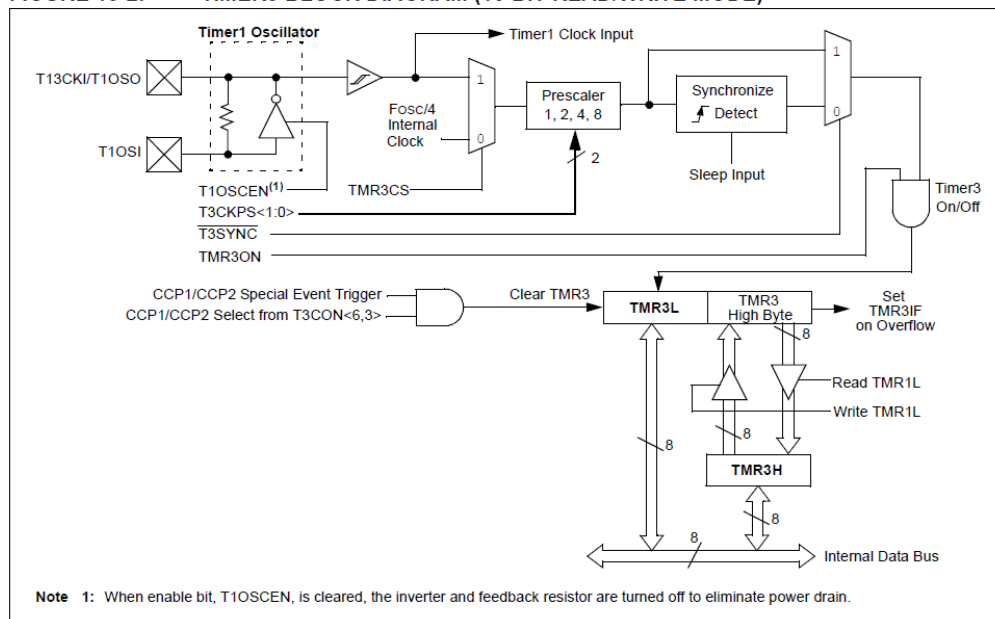 Timer1 Oscillator
Timer1 Clock Input
T13CKI/T1OSO
1
1
Prescaler
1, 2, 4, 8
Synchronize
Detect
FOSC/4
Internal
Clock
0
0
T1OSI
2
Sleep Input
T1OSCEN(1)
TMR3CS
Timer3
On/Off
T3CKPS<1:0>
T3SYNC
TMR3ON
CCP1/CCP2 Special Event Trigger
CCP1/CCP2 Select from T3CON<6,3>
Clear TMR3
TMR3L
TMR3
High Byte
Set
TMR3IF
on Overflow
8
Read TMR1L
Write TMR1L
8
8
TMR3H
8
8
Internal Data Bus
Note 1: When enable bit, T1OSCEN, is cleared, the inverter and feedback resistor are turned off to eliminate power drain.